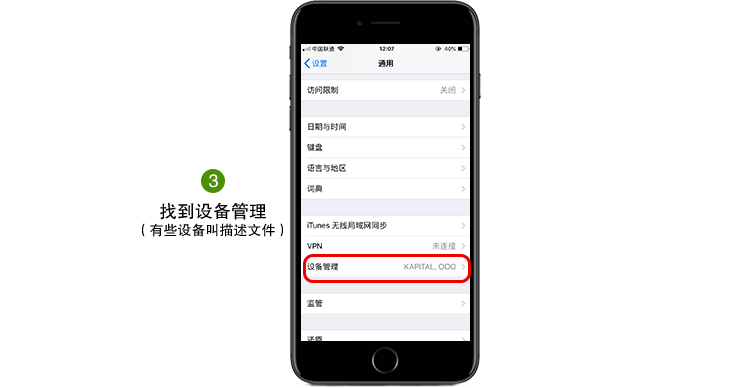 3
找到设备管理
（有些设备叫描述文件）
中国联通 12:07 40%
设置 通用
访问限制 关闭
日期与时间
键盘
语言与地区
词典
iTunes 无线局域网同步
VPN 未连接
设备管理 KAPITAL, OOO
监管
还原